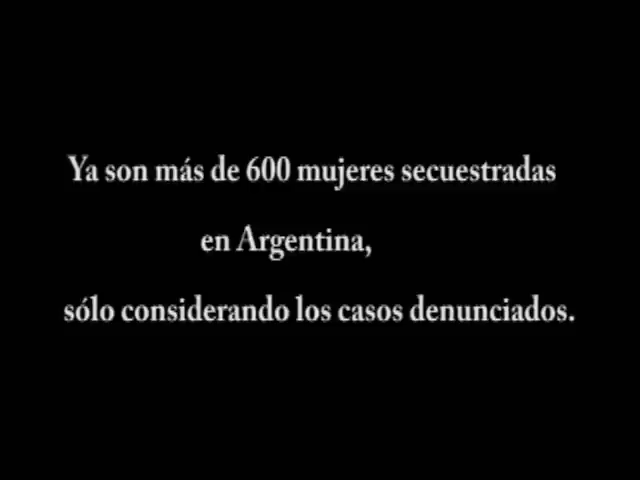 Ya son más de 600 mujeres secuestradas
en Argentina,
sólo considerando los casos denunciados.